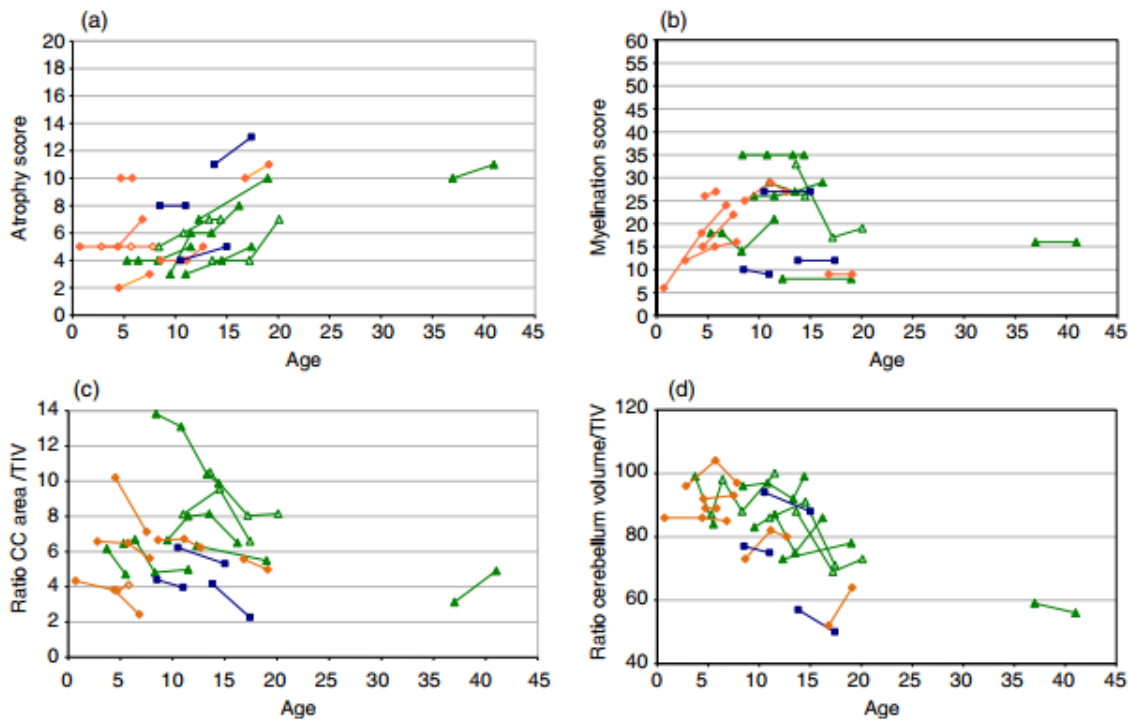 (a)
Atrophy score
20
18
16
14
12
10
8
6
4
2
0
0 5 10 15 20 25 30 35 40 45
Age
(b)
Myelination score
60
55
50
45
40
35
30
25
20
15
10
5
0
0 5 10 15 20 25 30 35 40 45
Age
(c)
Ratio CC area /TIV
14
12
10
8
6
4
2
0
0 5 10 15 20 25 30 35 40 45
Age
(d)
Ratio cerebellum volume/TIV
120
100
80
60
40
0 5 10 15 20 25 30 35 40 45
Age